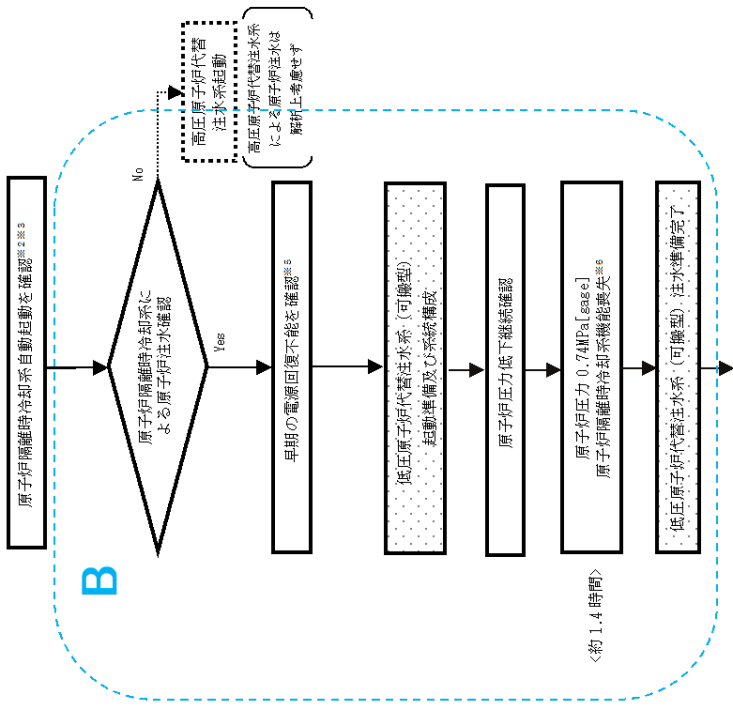 原子炉隔離時冷却系自動起動を確認※2※3
B
原子炉隔離時冷却系に
よる原子炉注水確認
No
高圧原子炉代替
注水系起動
高圧原子炉代替注水系
による原子炉注水は
解析上考慮せず
Yes
早期の電源回復不能を確認※5
低圧原子炉代替注水系（可搬型）
起動準備及び系統構成
原子炉圧力低下継続確認
<約1.4時間>
原子炉圧力0.74MPa[gage]
原子炉隔離時冷却系機能喪失※6
低圧原子炉代替注水系（可搬型）注水準備完了